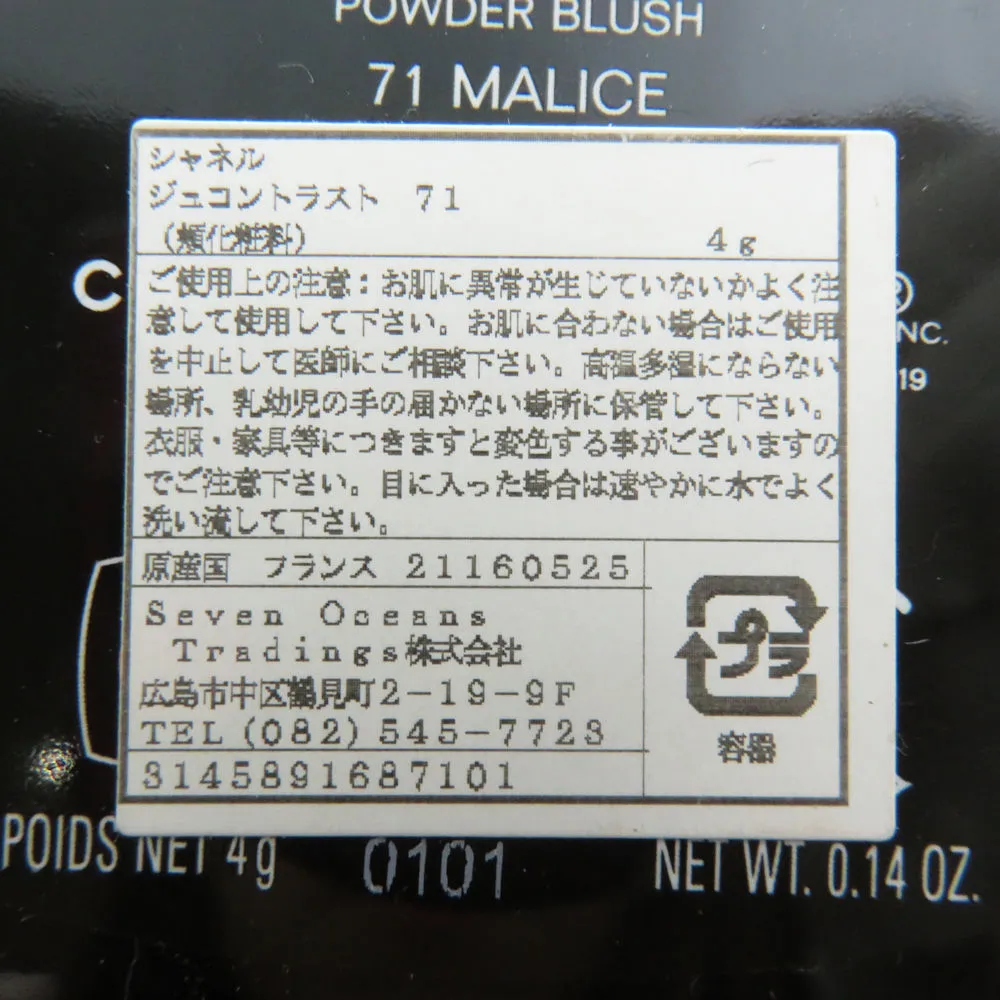 POWDER BLUSH
71 MALICE
シャネル
ジュコントラスト 71
(頬化粧料) 4g
ご使用上の注意：お肌に異常が生じていないかよく注
意して使用して下さい。お肌に合わない場合はご使用
を中止して医師にご相談下さい。高温多湿にならない
場所、乳幼児の手の届かない場所に保管して下さい。
衣服・家具等につきますと変色する事がございますの
でご注意下さい。目に入った場合は速やかに水でよく
洗い流して下さい。
C ®
NC.
19
原産国 フランス 21160525
Seven Oceans
Tradings株式会社
広島市中区鶴見町2-19-9F
TEL(082)545-7723
3145891687101
プラ
容器
POIDS NET 4g 0101 NET WT. 0.14 OZ.